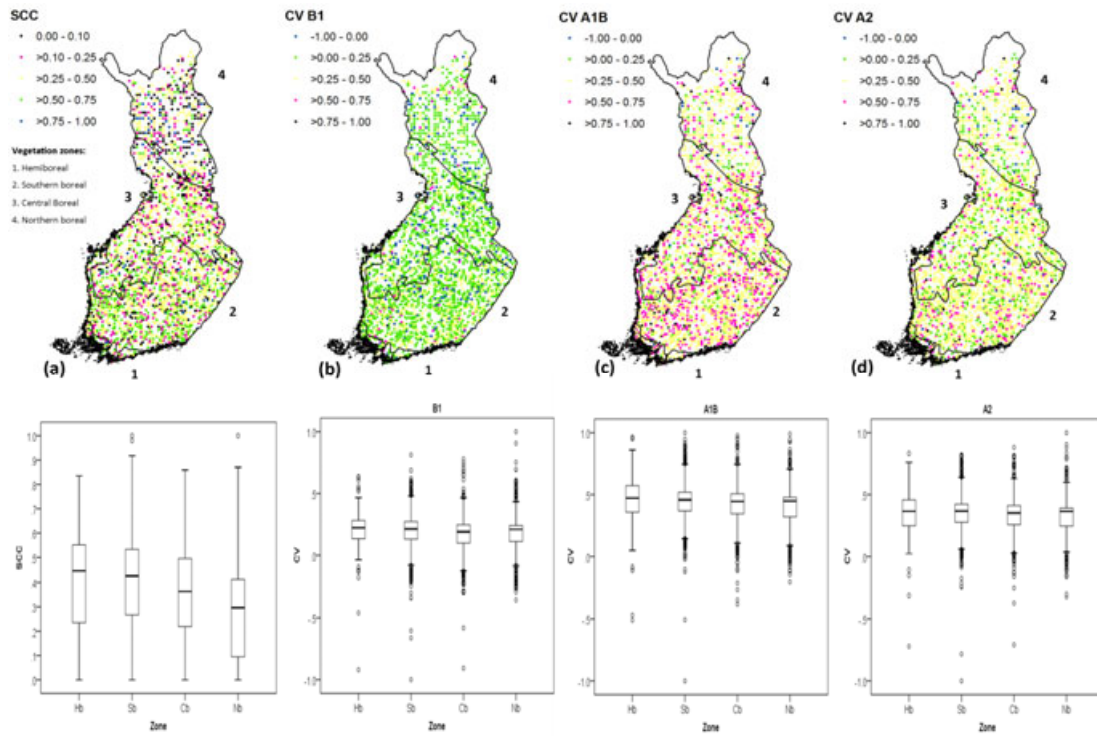 SCC
0.00 - 0.10
>0.10 - 0.25
>0.25 - 0.50
>0.50 - 0.75
>0.75 - 1.00
Vegetation zones:
1. Hemiboreal
2. Southern boreal
3. Central Boreal
4. Northern boreal
4
3
2
1
(a)
CV B1
-1.00 - 0.00
>0.00 - 0.25
>0.25 - 0.50
>0.50 - 0.75
>0.75 - 1.00
4
3
2
1
(b)
CV A1B
-1.00 - 0.00
>0.00 - 0.25
>0.25 - 0.50
>0.50 - 0.75
>0.75 - 1.00
4
3
2
1
(c)
CV A2
-1.00 - 0.00
>0.00 - 0.25
>0.25 - 0.50
>0.50 - 0.75
>0.75 - 1.00
4
3
2
1
(d)
SCC
Hb Sb Cb Nb
Zone
B1
CV
Hb Sb Cb Nb
Zone
A1B
CV
Hb Sb Cb Nb
Zone
A2
CV
Hb Sb Cb Nb
Zone